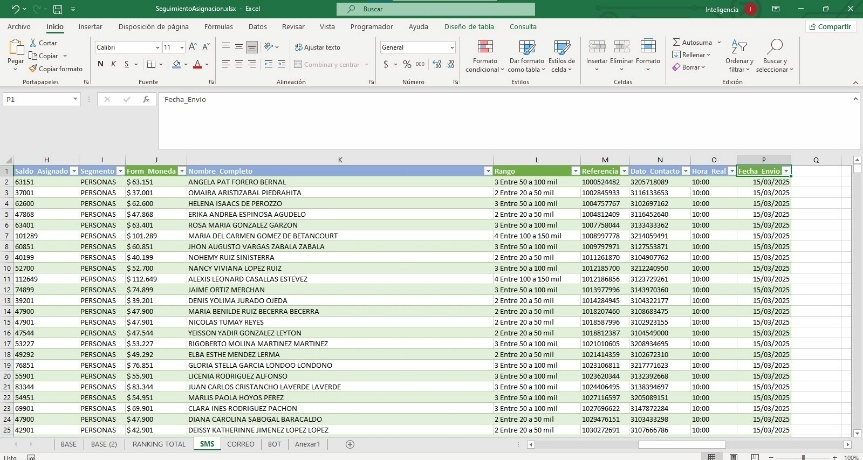 SeguimientoAsignacion.xlsx - Excel
Buscar
Inteligencia I
Archivo Inicio Insertar Disposición de página Fórmulas Datos Revisar Vista Programador Ayuda Diseño de tabla Consulta Compartir
Pegar Cortar Copiar Copiar formato Portapapeles
Calibri 11 N K S Fuente
Ajustar texto Combinar y centrar Alineación
General $ % 000 Número
Formato condicional Dar formato como tabla Estilos de celda Estilos
Insertar Eliminar Formato Celdas
Autosuma Rellenar Borrar Ordenar y filtrar Buscar y seleccionar Edición
P1 fx Fecha_Envio
H I J K L M N O P Q
1 Saldo_Asignado Segmento Form_Moneda Nombre_Completo Rango Referencia Dato_Contacto Hora_Real Fecha_Envio
2 63151 PERSONAS $ 63.151 ANGELA PAT FORERO BERNAL 3 Entre 50 a 100 mil 1000524482 3205718089 10:00 15/03/2025
3 37001 PERSONAS $ 37.001 OMAIRA ARISTIZABAL PIEDRAHITA 2 Entre 20 a 50 mil 1002845933 3116133653 10:00 15/03/2025
4 62600 PERSONAS $ 62.600 HELENA ISAACS DE PEROZZO 3 Entre 50 a 100 mil 1004757767 3102697162 10:00 15/03/2025
5 47868 PERSONAS $ 47.868 ERIKA ANDREA ESPINOSA AGUDELO 2 Entre 20 a 50 mil 1004812409 3116452640 10:00 15/03/2025
6 63401 PERSONAS $ 63.401 ROSA MARIA GONZALEZ GARZON 3 Entre 50 a 100 mil 1007758044 3133433362 10:00 15/03/2025
7 101289 PERSONAS $ 101.289 MARIA DEL CARMEN GOMEZ DE BETANCOURT 4 Entre 100 a 150 mil 1008997778 3214059491 10:00 15/03/2025
8 60851 PERSONAS $ 60.851 JHON AUGUSTO VARGAS ZABALA ZABALA 3 Entre 50 a 100 mil 1009797971 3127553871 10:00 15/03/2025
9 40199 PERSONAS $ 40.199 NOHEMY RUIZ SINISTERRA 2 Entre 20 a 50 mil 1011261870 3104907762 10:00 15/03/2025
10 52700 PERSONAS $ 52.700 NANCY VIVIANA LOPEZ RUIZ 3 Entre 50 a 100 mil 1012185700 3212240950 10:00 15/03/2025
11 112649 PERSONAS $ 112.649 ALEXIS LEONARD CASALLAS ESTEVEZ 4 Entre 100 a 150 mil 1012186856 3123729261 10:00 15/03/2025
12 74899 PERSONAS $ 74.899 JAIME ORTIZ MERCHAN 3 Entre 50 a 100 mil 1013977996 3143970360 10:00 15/03/2025
13 39201 PERSONAS $ 39.201 DENIS YOLIMA JURADO OJEDA 2 Entre 20 a 50 mil 1014284945 3104322177 10:00 15/03/2025
14 47900 PERSONAS $ 47.900 MARIA BENILDE RUIZ BECERRA BECERRA 2 Entre 20 a 50 mil 1018207460 3108683475 10:00 15/03/2025
15 47901 PERSONAS $ 47.901 NICOLAS TUMAY REYES 2 Entre 20 a 50 mil 1018587996 3102923155 10:00 15/03/2025
16 47544 PERSONAS $ 47.544 YEISSON YADIR GONZALEZ LEYTON 2 Entre 20 a 50 mil 1018812387 3104549000 10:00 15/03/2025
17 53227 PERSONAS $ 53.227 RIGOBERTO MOLINA MARTINEZ MARTINEZ 3 Entre 50 a 100 mil 1021010605 3208934695 10:00 15/03/2025
18 49292 PERSONAS $ 49.292 ELBA ESTHE MENDEZ LERMA 2 Entre 20 a 50 mil 1021414359 3102672310 10:00 15/03/2025
19 76851 PERSONAS $ 76.851 GLORIA STELLA GARCIA LONDOO LONDONO 3 Entre 50 a 100 mil 1023106811 3217771623 10:00 15/03/2025
20 55901 PERSONAS $ 55.901 LICENIA RODRIGUEZ ALFONSO 3 Entre 50 a 100 mil 1023620344 3132392668 10:00 15/03/2025
21 83344 PERSONAS $ 83.344 JUAN CARLOS CRISTANCHO LAVERDE LAVERDE 3 Entre 50 a 100 mil 1024406495 3138394697 10:00 15/03/2025
22 54951 PERSONAS $ 54.951 MARLIS PAOLA HOYOS PEREZ 3 Entre 50 a 100 mil 1027116597 3205089151 10:00 15/03/2025
23 69901 PERSONAS $ 69.901 CLARA INES RODRIGUEZ PACHON 3 Entre 50 a 100 mil 1027696622 3147872284 10:00 15/03/2025
24 47900 PERSONAS $ 47.900 DIANA CAROLINA SABOGAL BARACALDO 2 Entre 20 a 50 mil 1029476151 3103433298 10:00 15/03/2025
25 42901 PERSONAS $ 42.901 DEISSY KATHERINNE JIMENEZ LOPEZ LOPEZ 2 Entre 20 a 50 mil 1030272691 3107666786 10:00 15/03/2025
BASE BASE (2) RANKING TOTAL SMS CORREO BOT Anexar1
Listo 100%